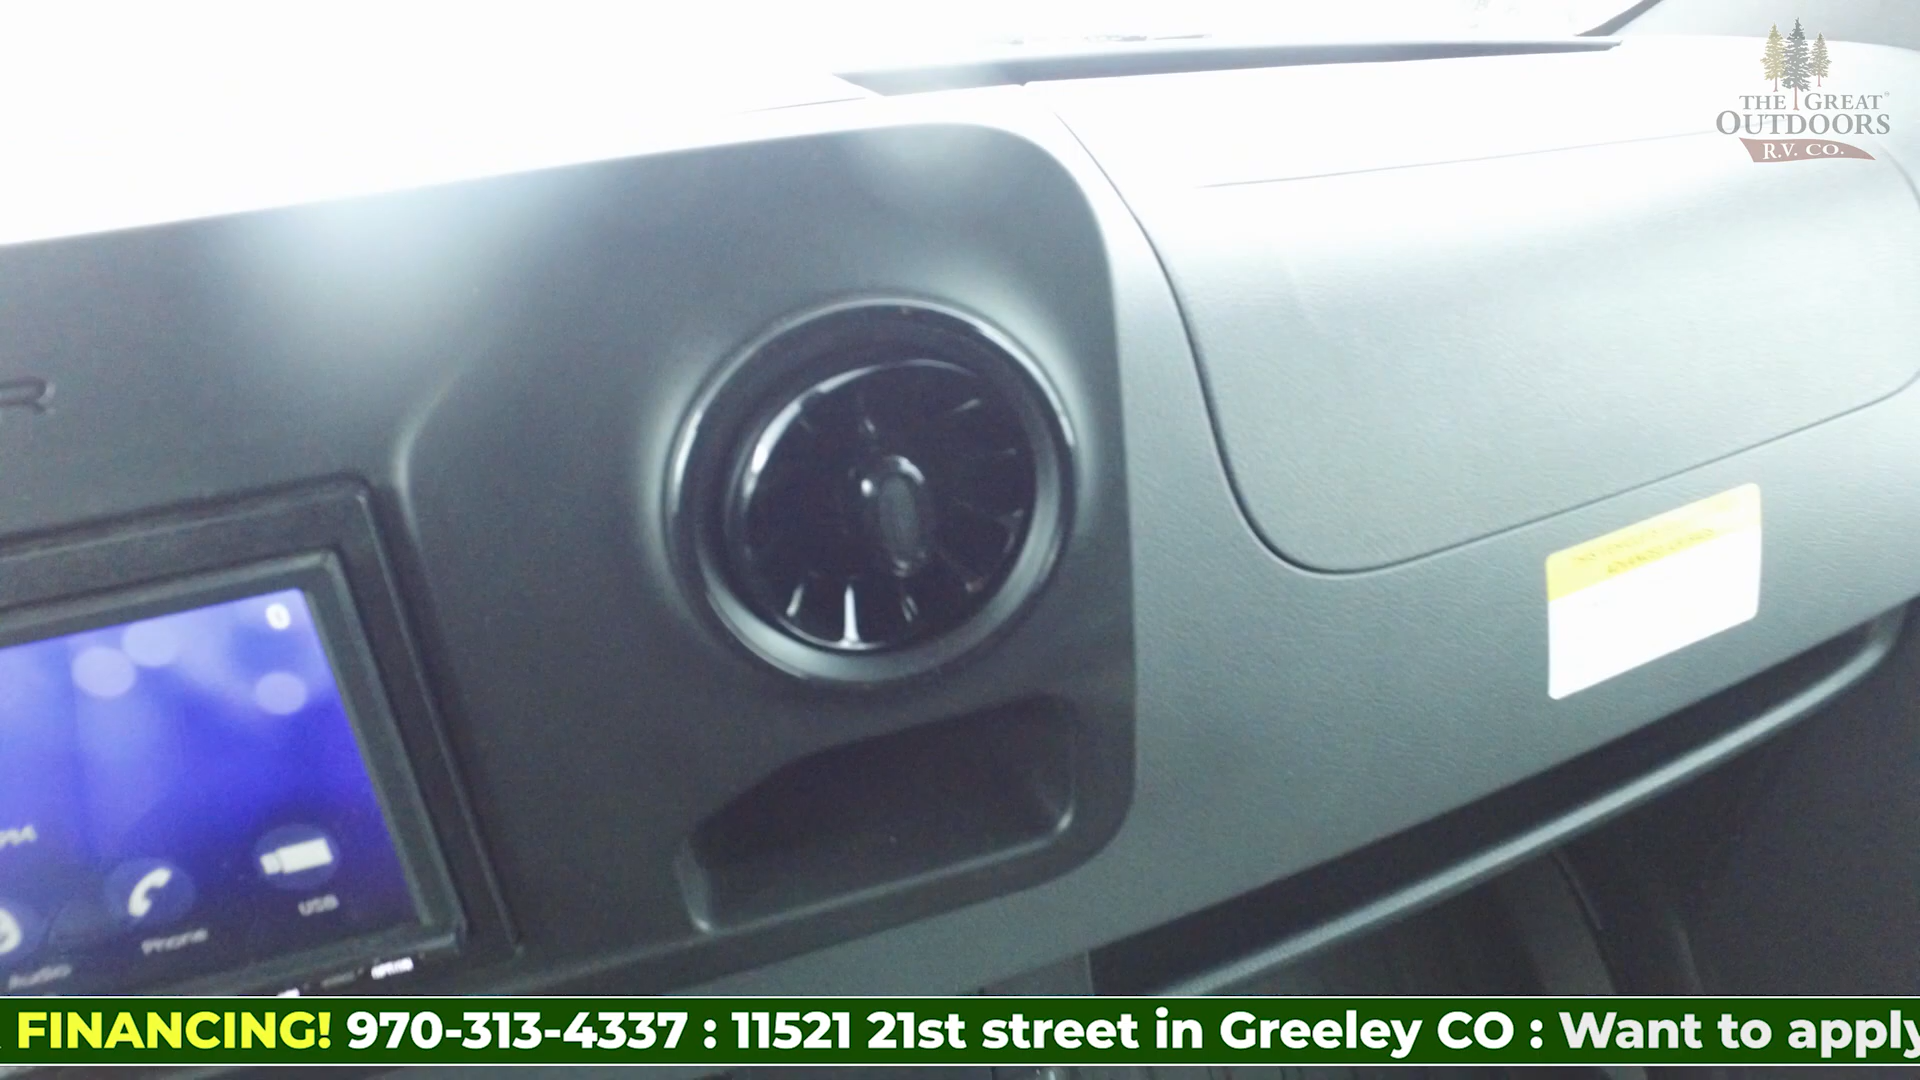 THE GREAT
OUTDOORS
R.V. CO.
R
USB
Phone
Audio
FINANCING! 970-313-4337 : 11521 21st street in Greeley CO : Want to apply